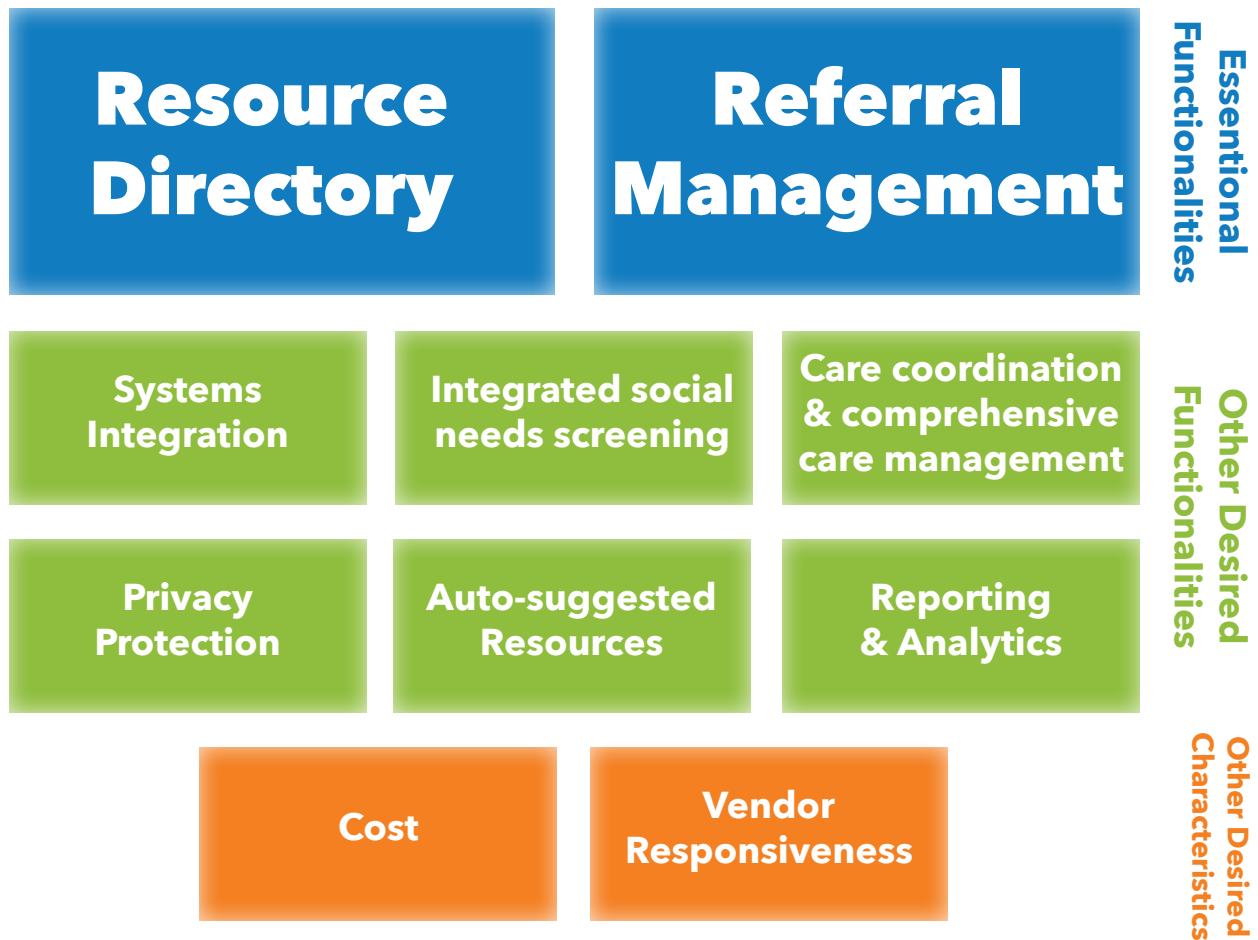 Resource
Directory
Referral
Management
Essentional
Functionalities
Systems
Integration
Integrated social
needs screening
Care coordination
& comprehensive
care management
Privacy
Protection
Auto-suggested
Resources
Reporting
& Analytics
Other Desired
Functionalities
Cost
Vendor
Responsiveness
Other Desired
Characteristics